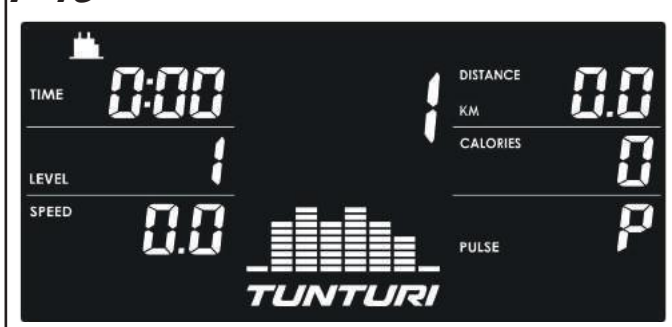 TIME 0:00
LEVEL 1
SPEED 0.0
1
DISTANCE 0.0
KM
CALORIES 0
PULSE P
TUNTURI